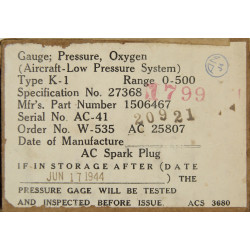 Gauge; Pressure, Oxygen
(Aircraft-Low Pressure System)
Type K-1 Range 0-500
Specification No. 27368 1799
Mfr's. Part Number 1506467
Serial No. AC-41 20921
Order No. W-535 AC 25807
Date of Manufacture
AC Spark Plug
IF IN STORAGE AFTER (DATE
JUN 17 1944 ) THE
PRESSURE GAGE WILL BE TESTED
AND INSPECTED BEFORE ISSUE. ACS 3680